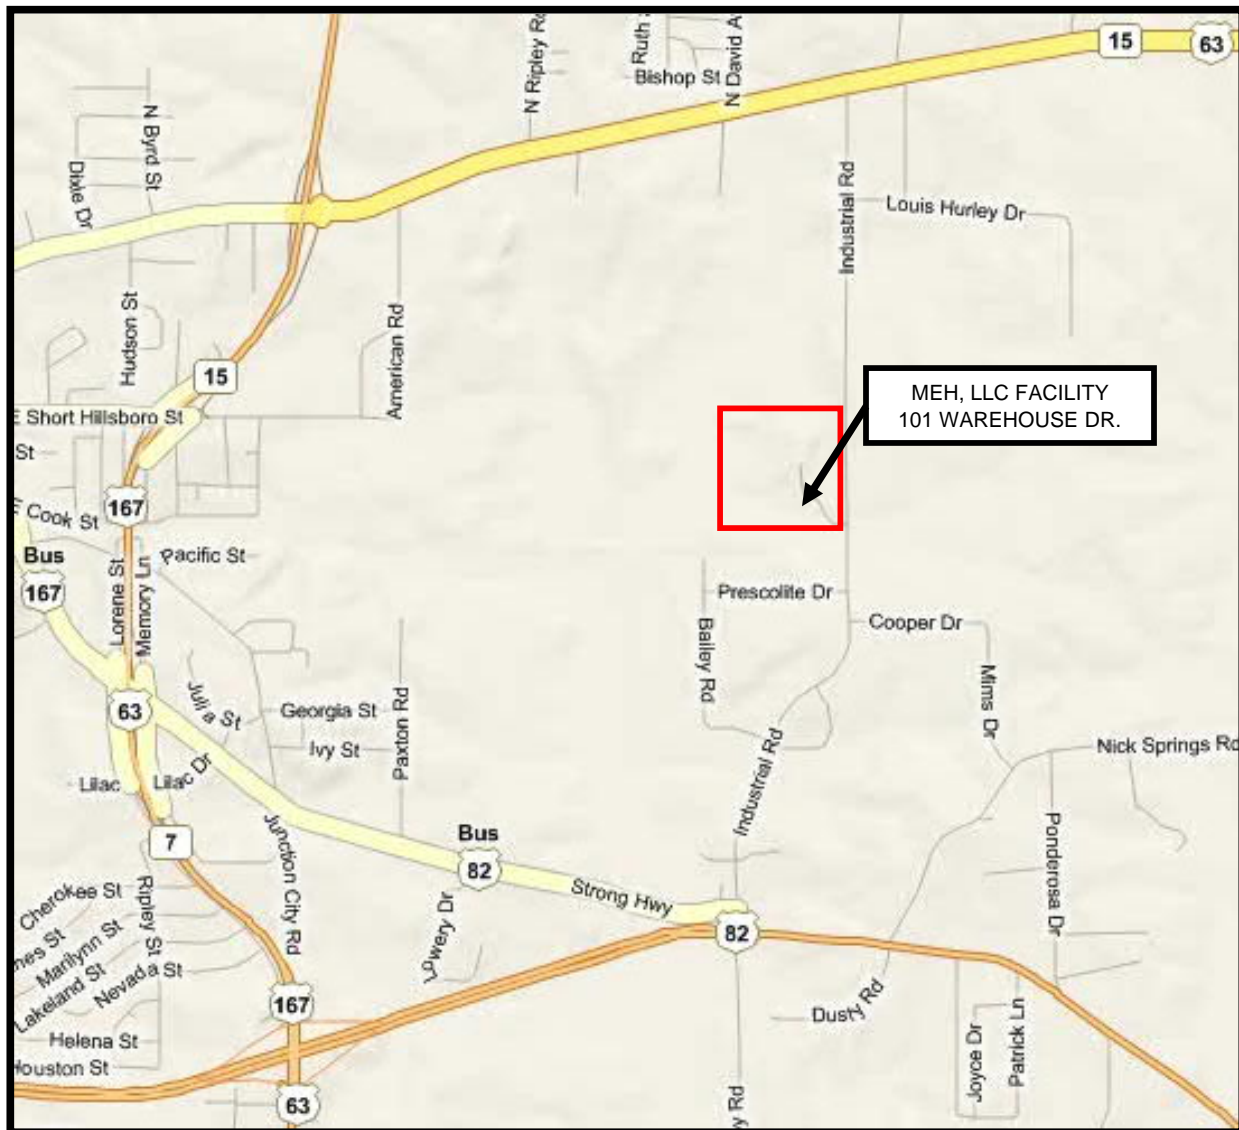 15
63
N Ripley Rd
Ruth
Bishop St
N David A
N Byrd St
Dixie Dr
Industrial Rd
Louis Hurley Dr
Hudson St
American Rd
15
MEH, LLC FACILITY
101 WAREHOUSE DR.
E Short Hillsboro St
St
167
E Cook St
Bus
167
Pacific St
Lorene St
Memory Ln
Prescolite Dr
Cooper Dr
Bailey Rd
Mims Dr
Julia St
63
Georgia St
Ivy St
Paxton Rd
Nick Springs Rd
Industrial Rd
Lilac
Lilac Dr
7
Junction City Rd
Bus
82
Strong Hwy
Ponderosa Dr
Cherokee St
Ripley St
nes St
Marilynn St
Lakeland St
Nevada St
Lowery Dr
82
167
Dusty Rd
Helena St
Houston St
Joyce Dr
Patrick Ln
63
y Rd